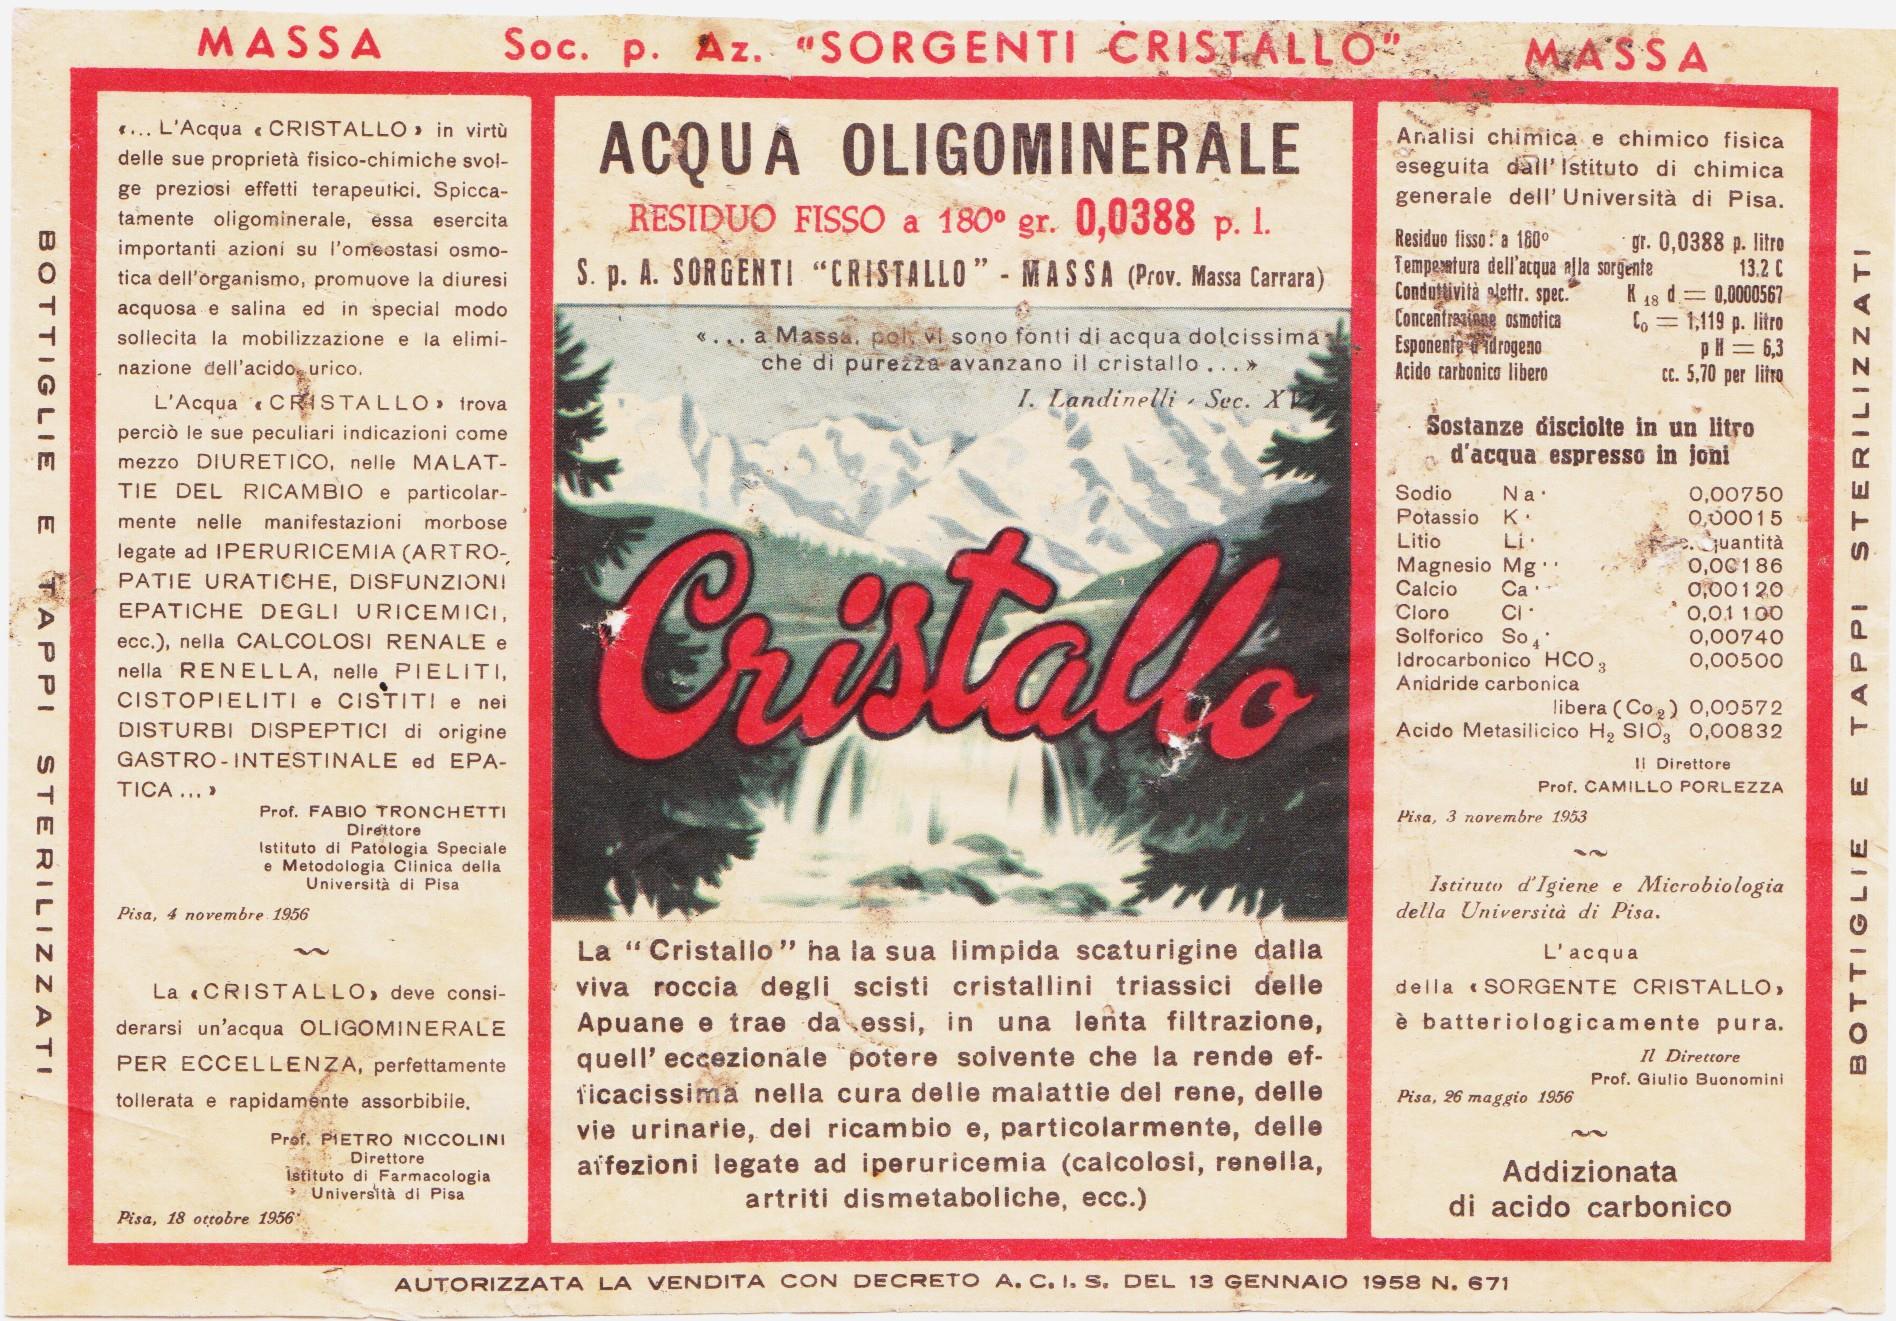 MASSA Soc. p. Az. "SORGENTI CRISTALLO" MASSA
BOTTIGLIE E TAPPI STERILIZZATI
«... L'Acqua «CRISTALLO» in virtù
delle sue proprietà fisico-chimiche svol-
ge preziosi effetti terapeutici. Spicca-
tamente oligominerale, essa esercita
importanti azioni su l'omeostasi osmo-
tica dell'organismo, promuove la diuresi
acquosa e salina ed in special modo
sollecita la mobilizzazione e la elimi-
nazione dell'acido urico.
L'Acqua «CRISTALLO» trova
perciò le sue peculiari indicazioni come
mezzo DIURETICO, nelle MALAT-
TIE DEL RICAMBIO e particolar-
mente nelle manifestazioni morbose
legate ad IPERURICEMIA (ARTRO-
PATIE URATICHE, DISFUNZIONI
EPATICHE DEGLI URICEMICI,
ecc.), nella CALCOLOSI RENALE e
nella RENELLA, nelle PIELITI,
CISTOPIELITI e CISTITI e nei
DISTURBI DISPEPTICI di origine
GASTRO-INTESTINALE ed EPA-
TICA ... »
Prof. FABIO TRONCHETTI
Direttore
Istituto di Patologia Speciale
e Metodologia Clinica della
Università di Pisa
Pisa, 4 novembre 1956
La «CRISTALLO» deve consi-
derarsi un'acqua OLIGOMINERALE
PER ECCELLENZA, perfettamente
tollerata e rapidamente assorbibile.
Prof. PIETRO NICCOLINI
Direttore
Istituto di Farmacologia
Università di Pisa
Pisa, 18 ottobre 1956
ACQUA OLIGOMINERALE
RESIDUO FISSO a 180° gr. 0,0388 p. l.
S. p. A. SORGENTI "CRISTALLO" - MASSA (Prov. Massa Carrara)
«... a Massa, poi, vi sono fonti di acqua dolcissima
che di purezza avanzano il cristallo ...»
I. Landinelli - Sec.
Cristallo
La "Cristallo" ha la sua limpida scaturigine dalla
viva roccia degli scisti cristallini triassici delle
Apuane e trae da essi, in una lenta filtrazione,
quell'eccezionale potere solvente che la rende ef-
ficacissima nella cura delle malattie del rene, delle
vie urinarie, del ricambio e, particolarmente, delle
affezioni legate ad iperuricemia (calcolosi, renella,
artriti dismetaboliche, ecc.)
Analisi chimica e chimico fisica
eseguita dall'Istituto di chimica
generale dell'Università di Pisa.
Residuo fisso: a 180° gr. 0,0388 p. litro
Temperatura dell'acqua alla sorgente 13.2 C
Conduttività elettr. spec. K 18 d = 0,0000567
Concentrazione osmotica C₀ = 1,119 p. litro
Esponente d'idrogeno p H = 6,3
Acido carbonico libero cc. 5,70 per litro
Sostanze disciolte in un litro
d'acqua espresso in joni
Sodio Na· 0,00750
Potassio K· 0,00015
Litio Li· quantità
Magnesio Mg·· 0,00186
Calcio Ca·· 0,00120
Cloro Cl· 0,01100
Solforico So₄· 0,00740
Idrocarbonico HCO₃ 0,00500
Anidride carbonica
libera (Co₂) 0,00572
Acido Metasilicico H₂ SIO₃ 0,00832
Il Direttore
Prof. CAMILLO PORLEZZA
Pisa, 3 novembre 1953
Istituto d'Igiene e Microbiologia
della Università di Pisa.
L'acqua
della «SORGENTE CRISTALLO»
è batteriologicamente pura.
Il Direttore
Prof. Giulio Buonomini
Pisa, 26 maggio 1956
Addizionata
di acido carbonico
BOTTIGLIE E TAPPI STERILIZZATI
AUTORIZZATA LA VENDITA CON DECRETO A. C. I. S. DEL 13 GENNAIO 1958 N. 671